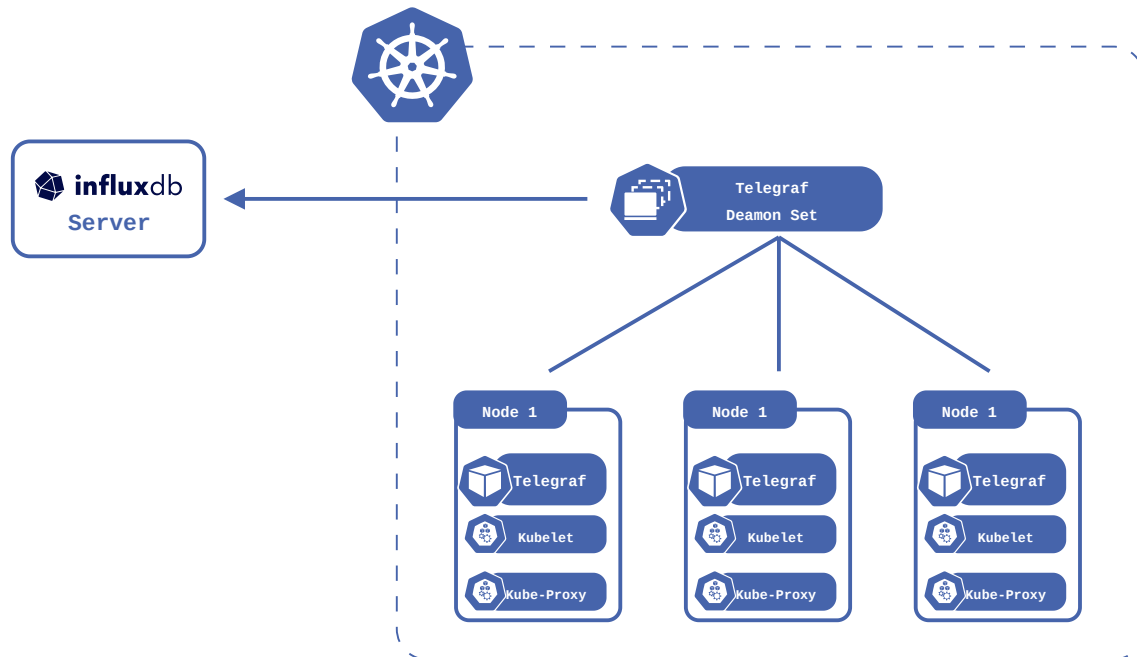 influxdb
Server
Telegraf
Deamon Set
Node 1
Telegraf
Kubelet
Kube-Proxy
Node 1
Telegraf
Kubelet
Kube-Proxy
Node 1
Telegraf
Kubelet
Kube-Proxy